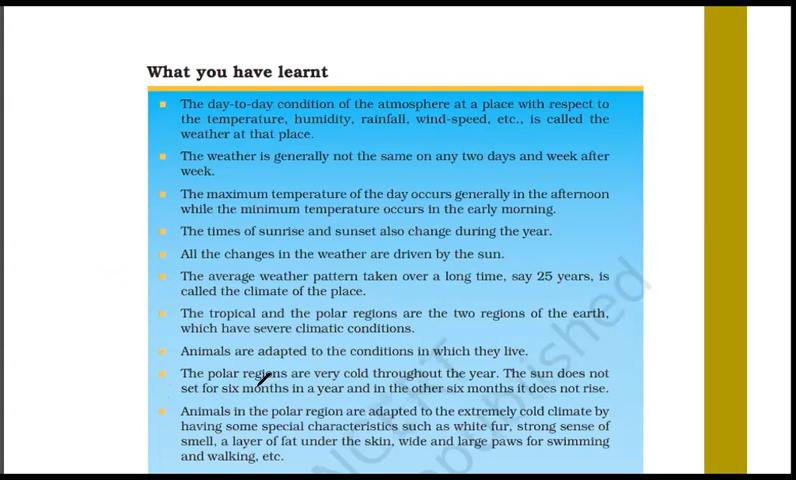 What you have learnt
The day-to-day condition of the atmosphere at a place with respect to
the temperature, humidity, rainfall, wind-speed, etc., is called the
weather at that place.
The weather is generally not the same on any two days and week after
week.
The maximum temperature of the day occurs generally in the afternoon
while the minimum temperature occurs in the early morning.
The times of sunrise and sunset also change during the year.
All the changes in the weather are driven by the sun.
The average weather pattern taken over a long time, say 25 years, is
called the climate of the place.
The tropical and the polar regions are the two regions of the earth,
which have severe climatic conditions.
Animals are adapted to the conditions in which they live.
The polar regions are very cold throughout the year. The sun does not
set for six months in a year and in the other six months it does not rise.
Animals in the polar region are adapted to the extremely cold climate by
having some special characteristics such as white fur, strong sense of
smell, a layer of fat under the skin, wide and large paws for swimming
and walking, etc.